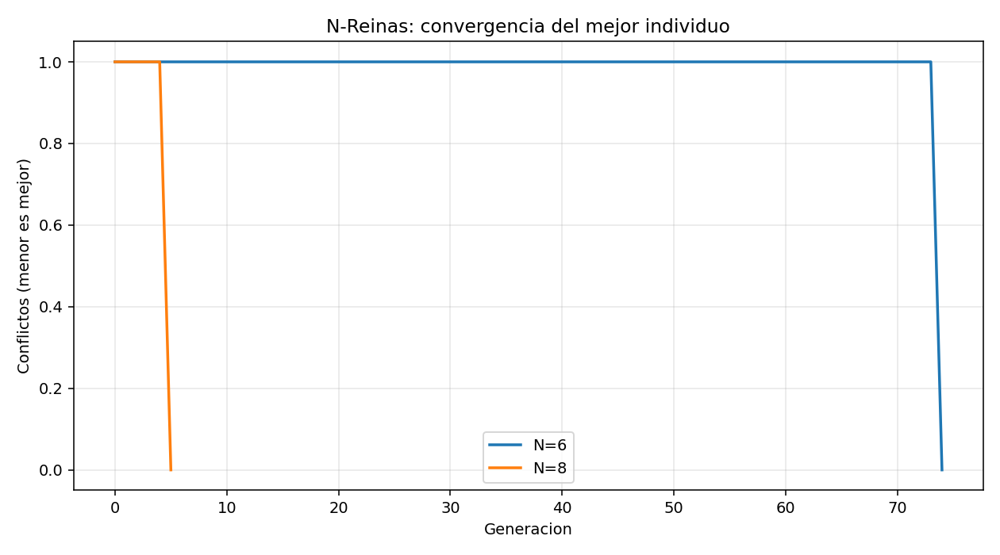 N-Reinas: convergencia del mejor individuo
Conflictos (menor es mejor)
1.0
0.8
0.6
0.4
0.2
0.0
N=6
N=8
0 10 20 30 40 50 60 70
Generacion